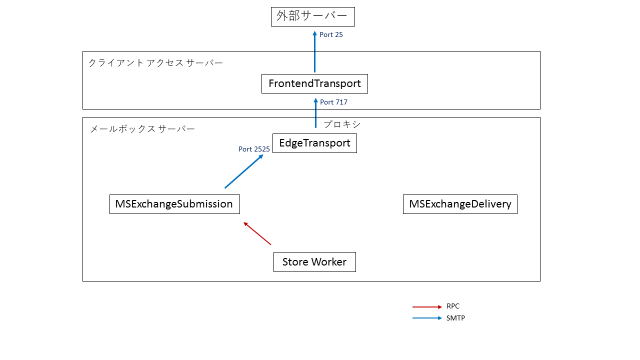 外部サーバー
Port 25
クライアント アクセス サーバー
FrontendTransport
Port 717
プロキシ
メールボックス サーバー
EdgeTransport
Port 2525
MSExchangeSubmission
MSExchangeDelivery
Store Worker
RPC
SMTP